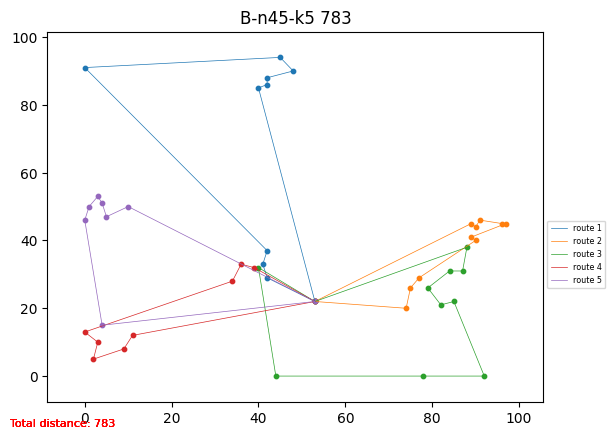 B-n45-k5 783
100
80
60
40
20
0
0 20 40 60 80 100
route 1
route 2
route 3
route 4
route 5
Total distance: 783